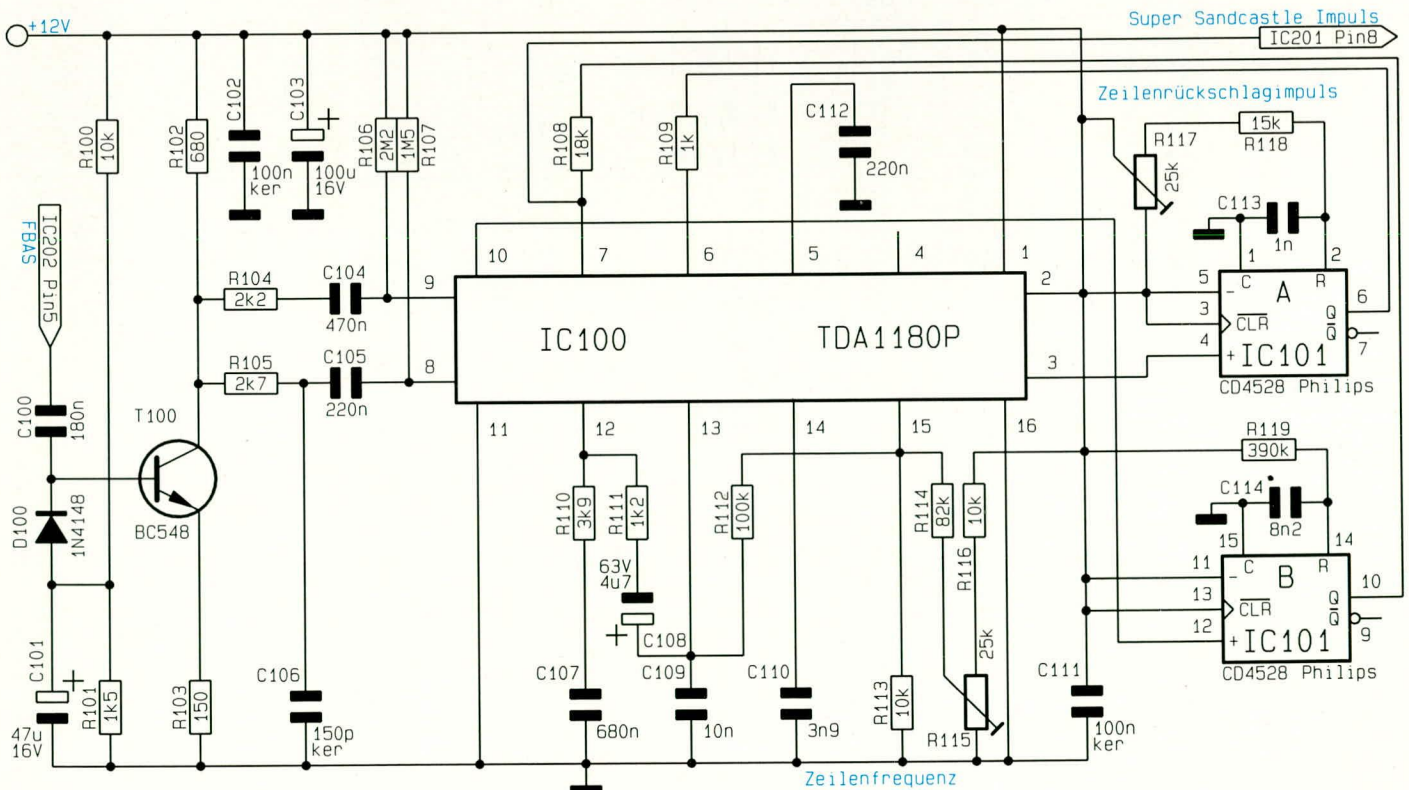 +12V
Super Sandcastle Impuls
IC201 Pin8
Zeilenrückschlagimpuls
R100
10k
R102
680
C102
100n
ker
C103
+
100u
16V
R106
2M2
1M5
R107
R108
18k
R109
1k
C112
220n
R117
25k
15k
R118
C113
1n
IC202 Pin5
FBAS
R104
2k2
C104
470n
R105
2k7
C105
220n
10
7
6
5
4
1
9
2
8
3
IC100
TDA1180P
11
12
13
14
15
16
1
2
C
R
5
-
A
3
CLR
4
+
IC101
Q
6
Q
7
CD4528 Philips
C100
180n
T100
BC548
D100
1N4148
R110
3k9
R111
1k2
63V
4u7
+
C108
R112
100k
R114
82k
10k
R116
R119
390k
C114
8n2
15
14
C
R
11
-
B
13
CLR
12
+
IC101
Q
10
Q
9
CD4528 Philips
C101
+
47u
16V
R101
1k5
R103
150
C106
150p
ker
C107
680n
C109
10n
C110
3n9
R113
10k
25k
R115
C111
100n
ker
Zeilenfrequenz